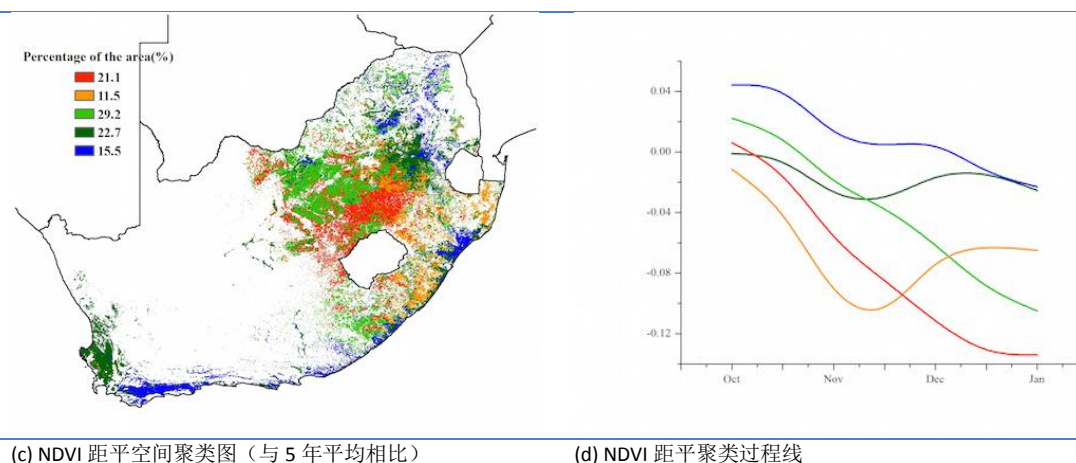 Percentage of the area(%)
21.1
11.5
29.2
22.7
15.5
0.04
0.00
-0.04
-0.08
-0.12
Oct Nov Dec Jan
(c) NDVI 距平空间聚类图（与 5 年平均相比）
(d) NDVI 距平聚类过程线